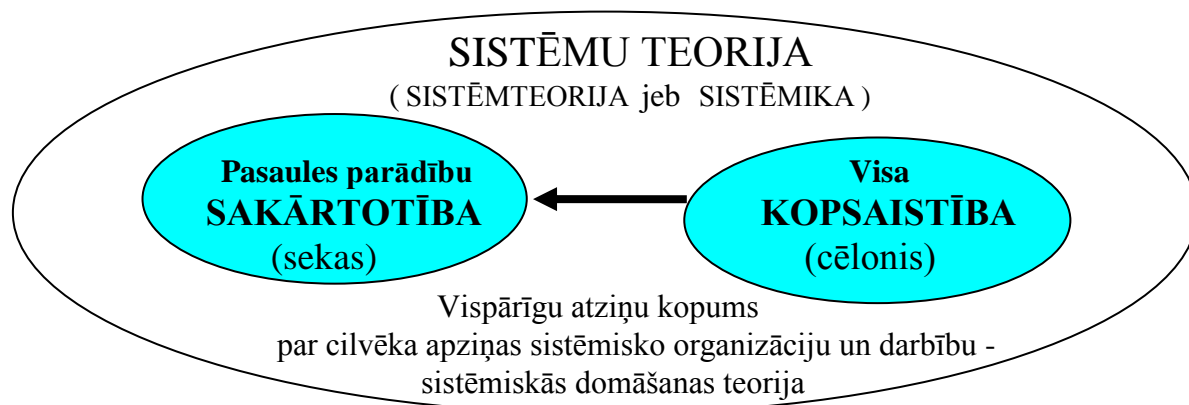 SISTĒMU TEORIJA
( SISTĒMTEORIJA jeb SISTĒMIKA )
Pasaules parādību
SAKĀRTOTĪBA
(sekas)
Visa
KOPSAISTĪBA
(cēlonis)
Vispārīgu atziņu kopums
par cilvēka apziņas sistēmisko organizāciju un darbību -
sistēmiskās domāšanas teorija